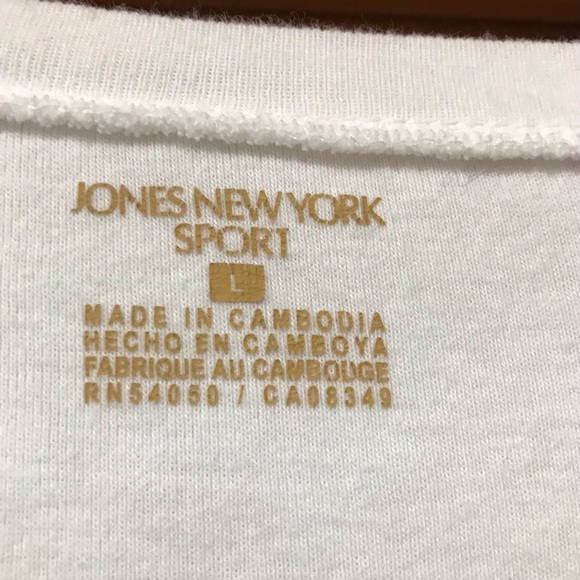 JONES NEW YORK
SPORT
L
MADE IN CAMBODIA
HECHO EN CAMBOYA
FABRIQUE AU CAMBOUGE
RN54050 / CA08349